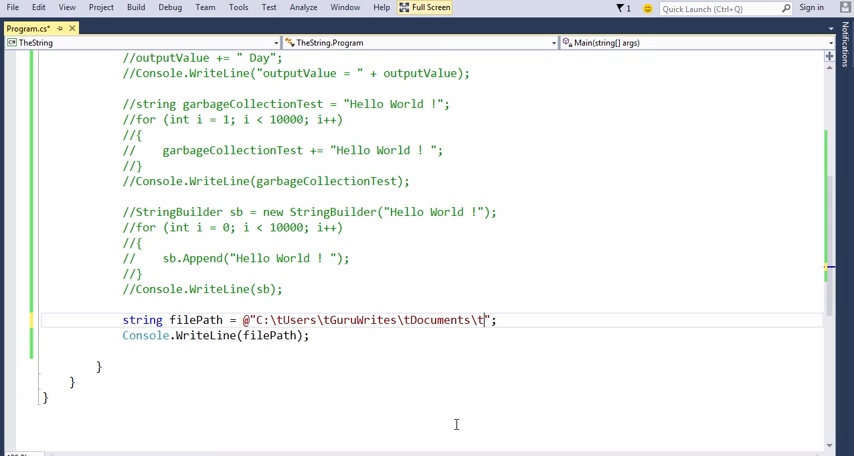 File Edit View Project Build Debug Team Tools Test Analyze Window Help Full Screen 1 Quick Launch (Ctrl+Q) Sign in
Program.cs*
TheString TheString.Program Main(string[] args)
Notifications
//outputValue += " Day";
//Console.WriteLine("outputValue = " + outputValue);
//string garbageCollectionTest = "Hello World !";
//for (int i = 1; i < 10000; i++)
//{
// garbageCollectionTest += "Hello World ! ";
//}
//Console.WriteLine(garbageCollectionTest);
//StringBuilder sb = new StringBuilder("Hello World !");
//for (int i = 0; i < 10000; i++)
//{
// sb.Append("Hello World ! ");
//}
//Console.WriteLine(sb);
string filePath = @"C:\tUsers\tGuruWrites\tDocuments\t";
Console.WriteLine(filePath);
}
}
}